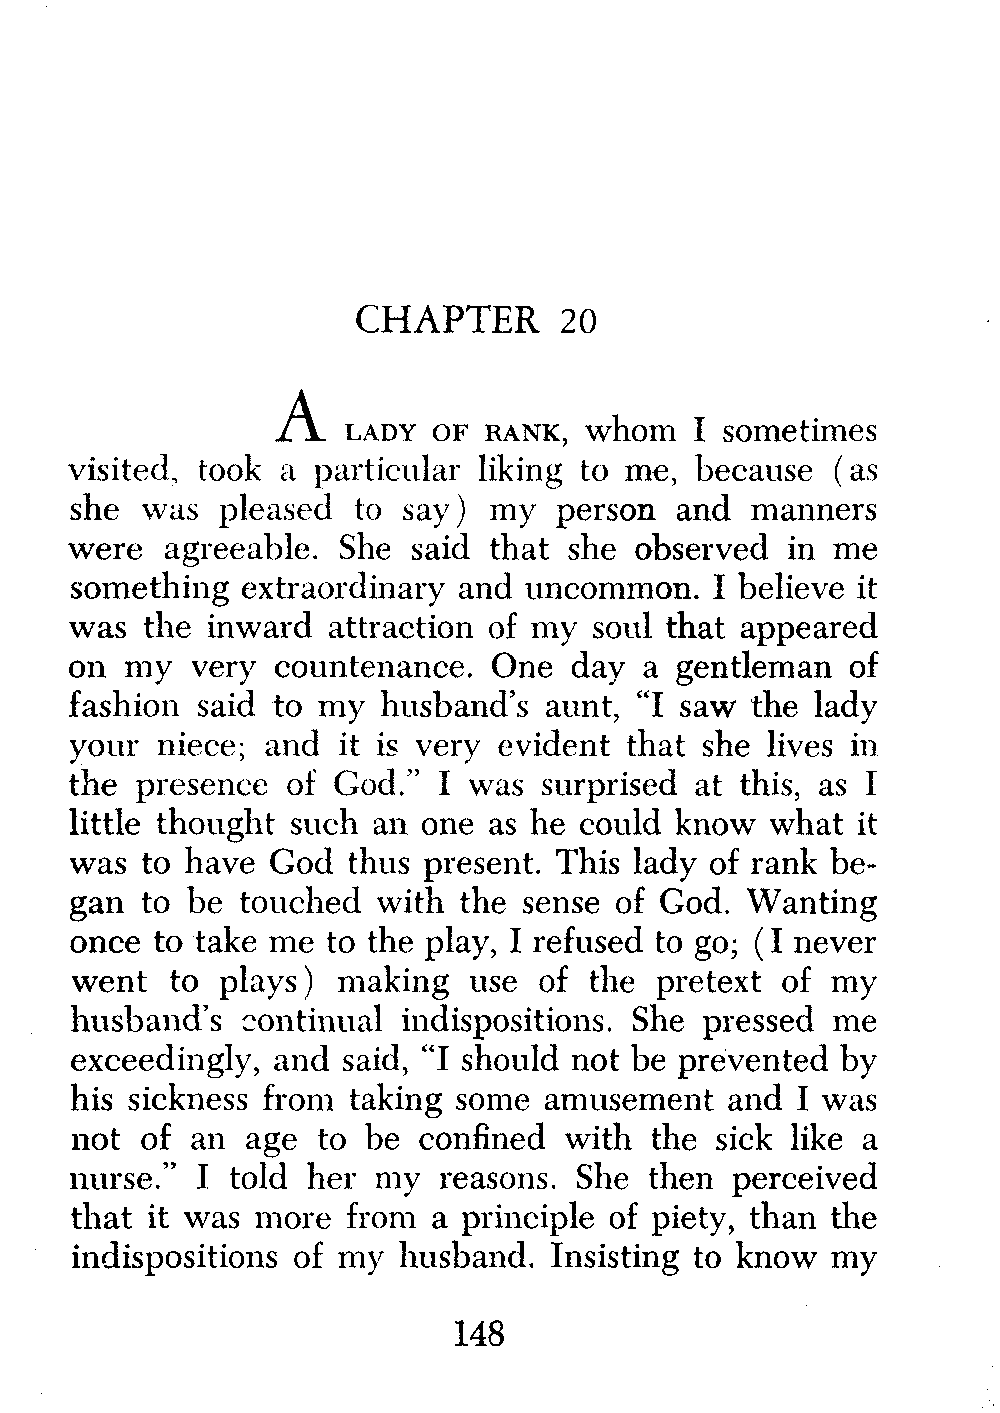 CHAPTER 20
A LADY OF RANK, whom I sometimes
visited, took a particular liking to me, because (as
she was pleased to say) my person and manners
were agreeable. She said that she observed in me
something extraordinary and uncommon. I believe it
was the inward attraction of my soul that appeared
on my very countenance. One day a gentleman of
fashion said to my husband's aunt, “I saw the lady
your niece; and it is very evident that she lives in
the presence of God.” I was surprised at this, as I
little thought such an one as he could know what it
was to have God thus present. This lady of rank be-
gan to be touched with the sense of God. Wanting
once to take me to the play, I refused to go; (I never
went to plays) making use of the pretext of my
husband's continual indispositions. She pressed me
exceedingly, and said, “I should not be prevented by
his sickness from taking some amusement and I was
not of an age to be confined with the sick like a
nurse.” I told her my reasons. She then perceived
that it was more from a principle of piety, than the
indispositions of my husband. Insisting to know my
148